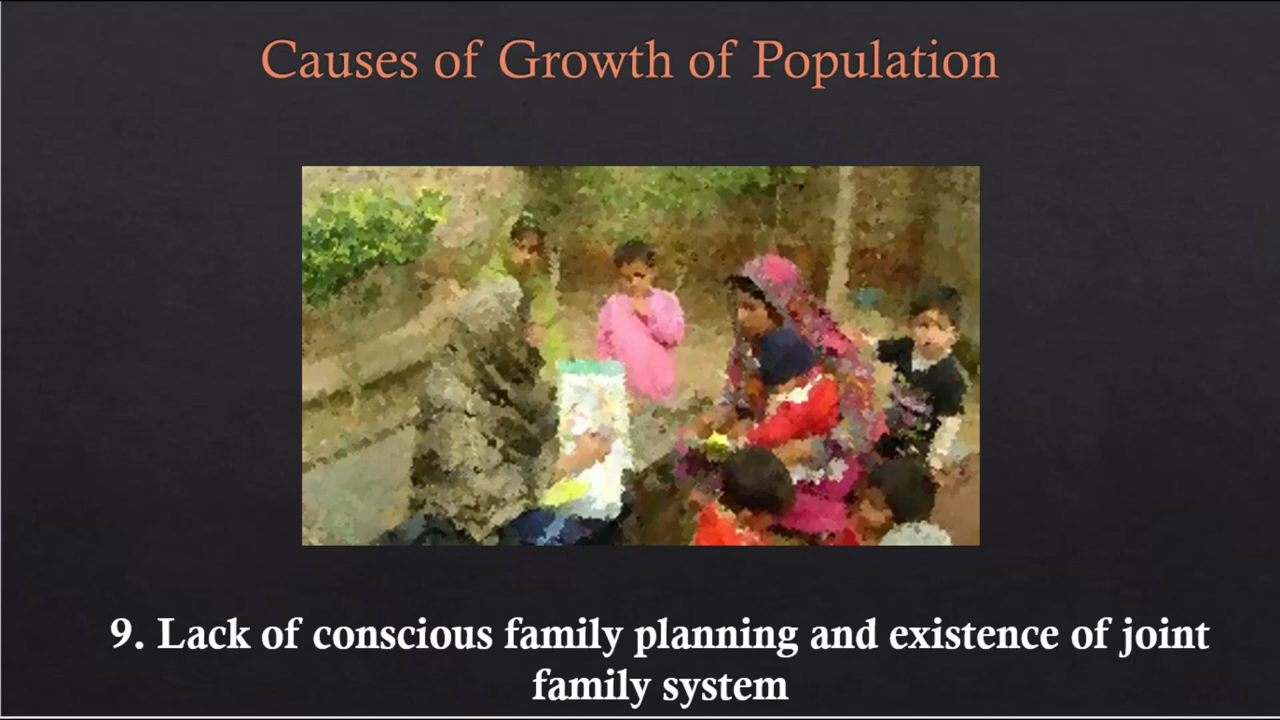 Causes of Growth of Population
9. Lack of conscious family planning and existence of joint
family system